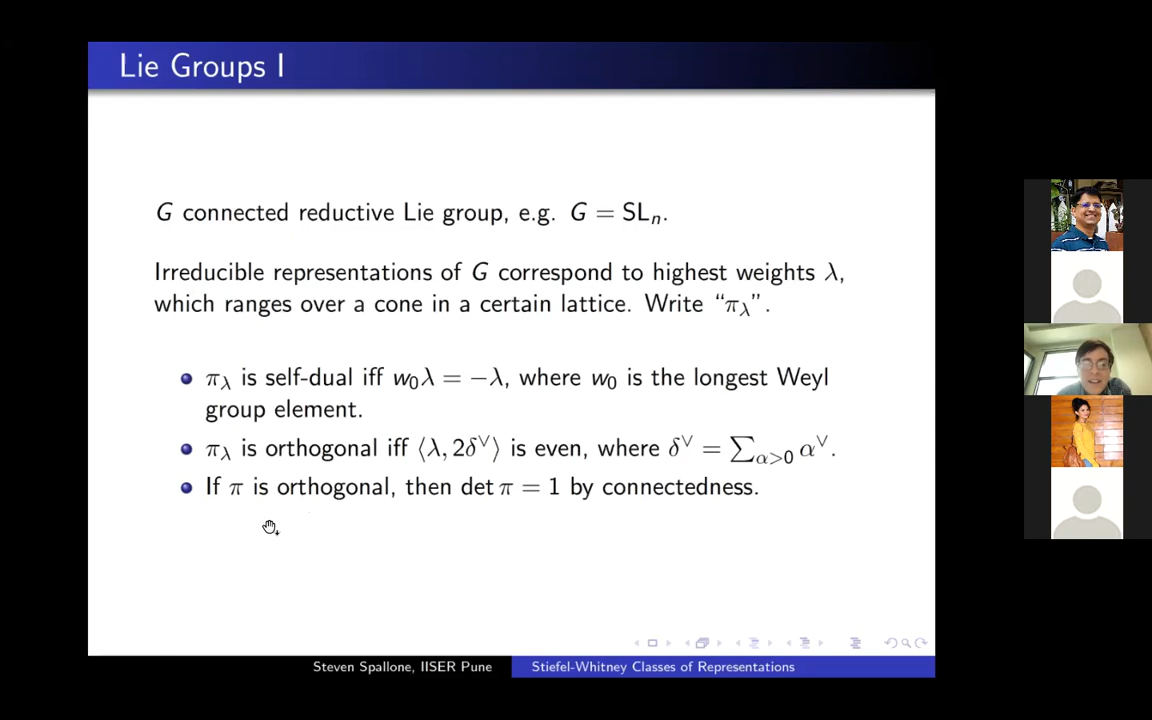 Lie Groups I
G connected reductive Lie group, e.g. G = SLₙ.
Irreducible representations of G correspond to highest weights λ,
which ranges over a cone in a certain lattice. Write “π_λ”.
π_λ is self-dual iff w₀λ = −λ, where w₀ is the longest Weyl
group element.
π_λ is orthogonal iff ⟨λ, 2δ^∨⟩ is even, where δ^∨ = ∑_{α>0} α^∨.
If π is orthogonal, then det π = 1 by connectedness.
Steven Spallone, IISER Pune
Stiefel-Whitney Classes of Representations